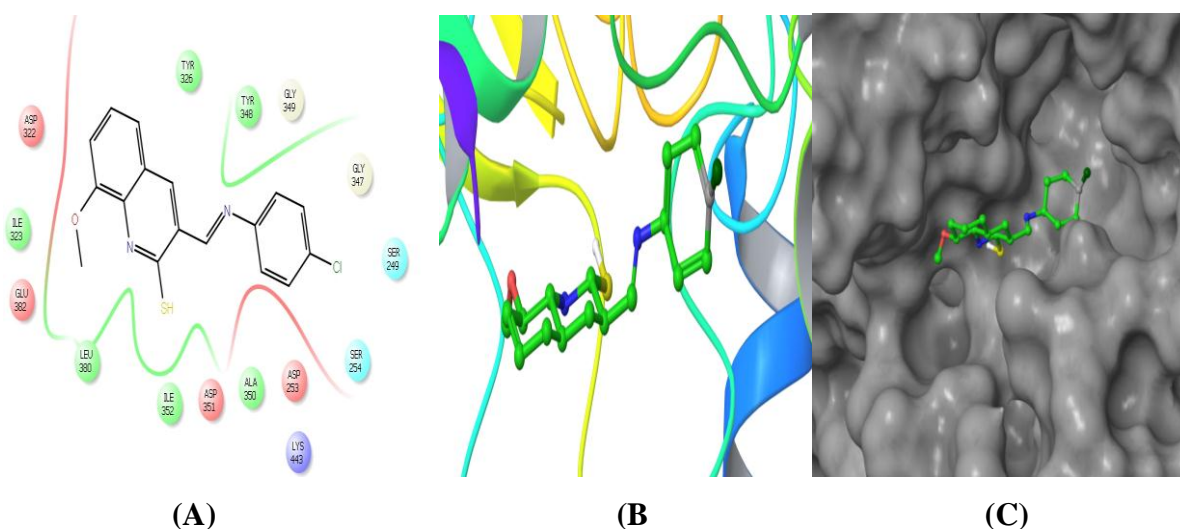 TYR
326
TYR
348
GLY
349
ASP
322
GLY
347
N
O
N
ILE
323
SER
249
Cl
GLU
382
SH
LEU
380
SER
254
ILE
352
ASP
351
ALA
350
ASP
253
LYS
443
(A)
(B
(C)